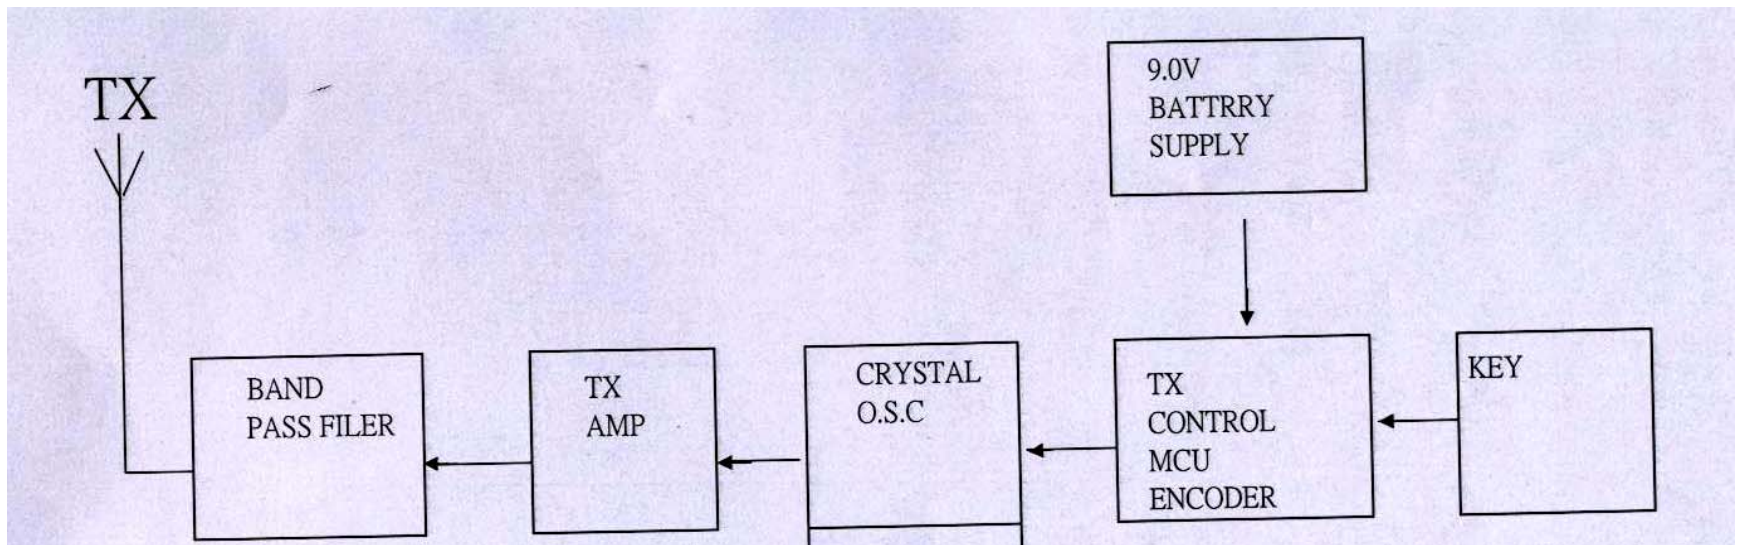 TX
9.0V
BATTRRY
SUPPLY
BAND
PASS FILER
TX
AMP
CRYSTAL
O.S.C
TX
CONTROL
MCU
ENCODER
KEY